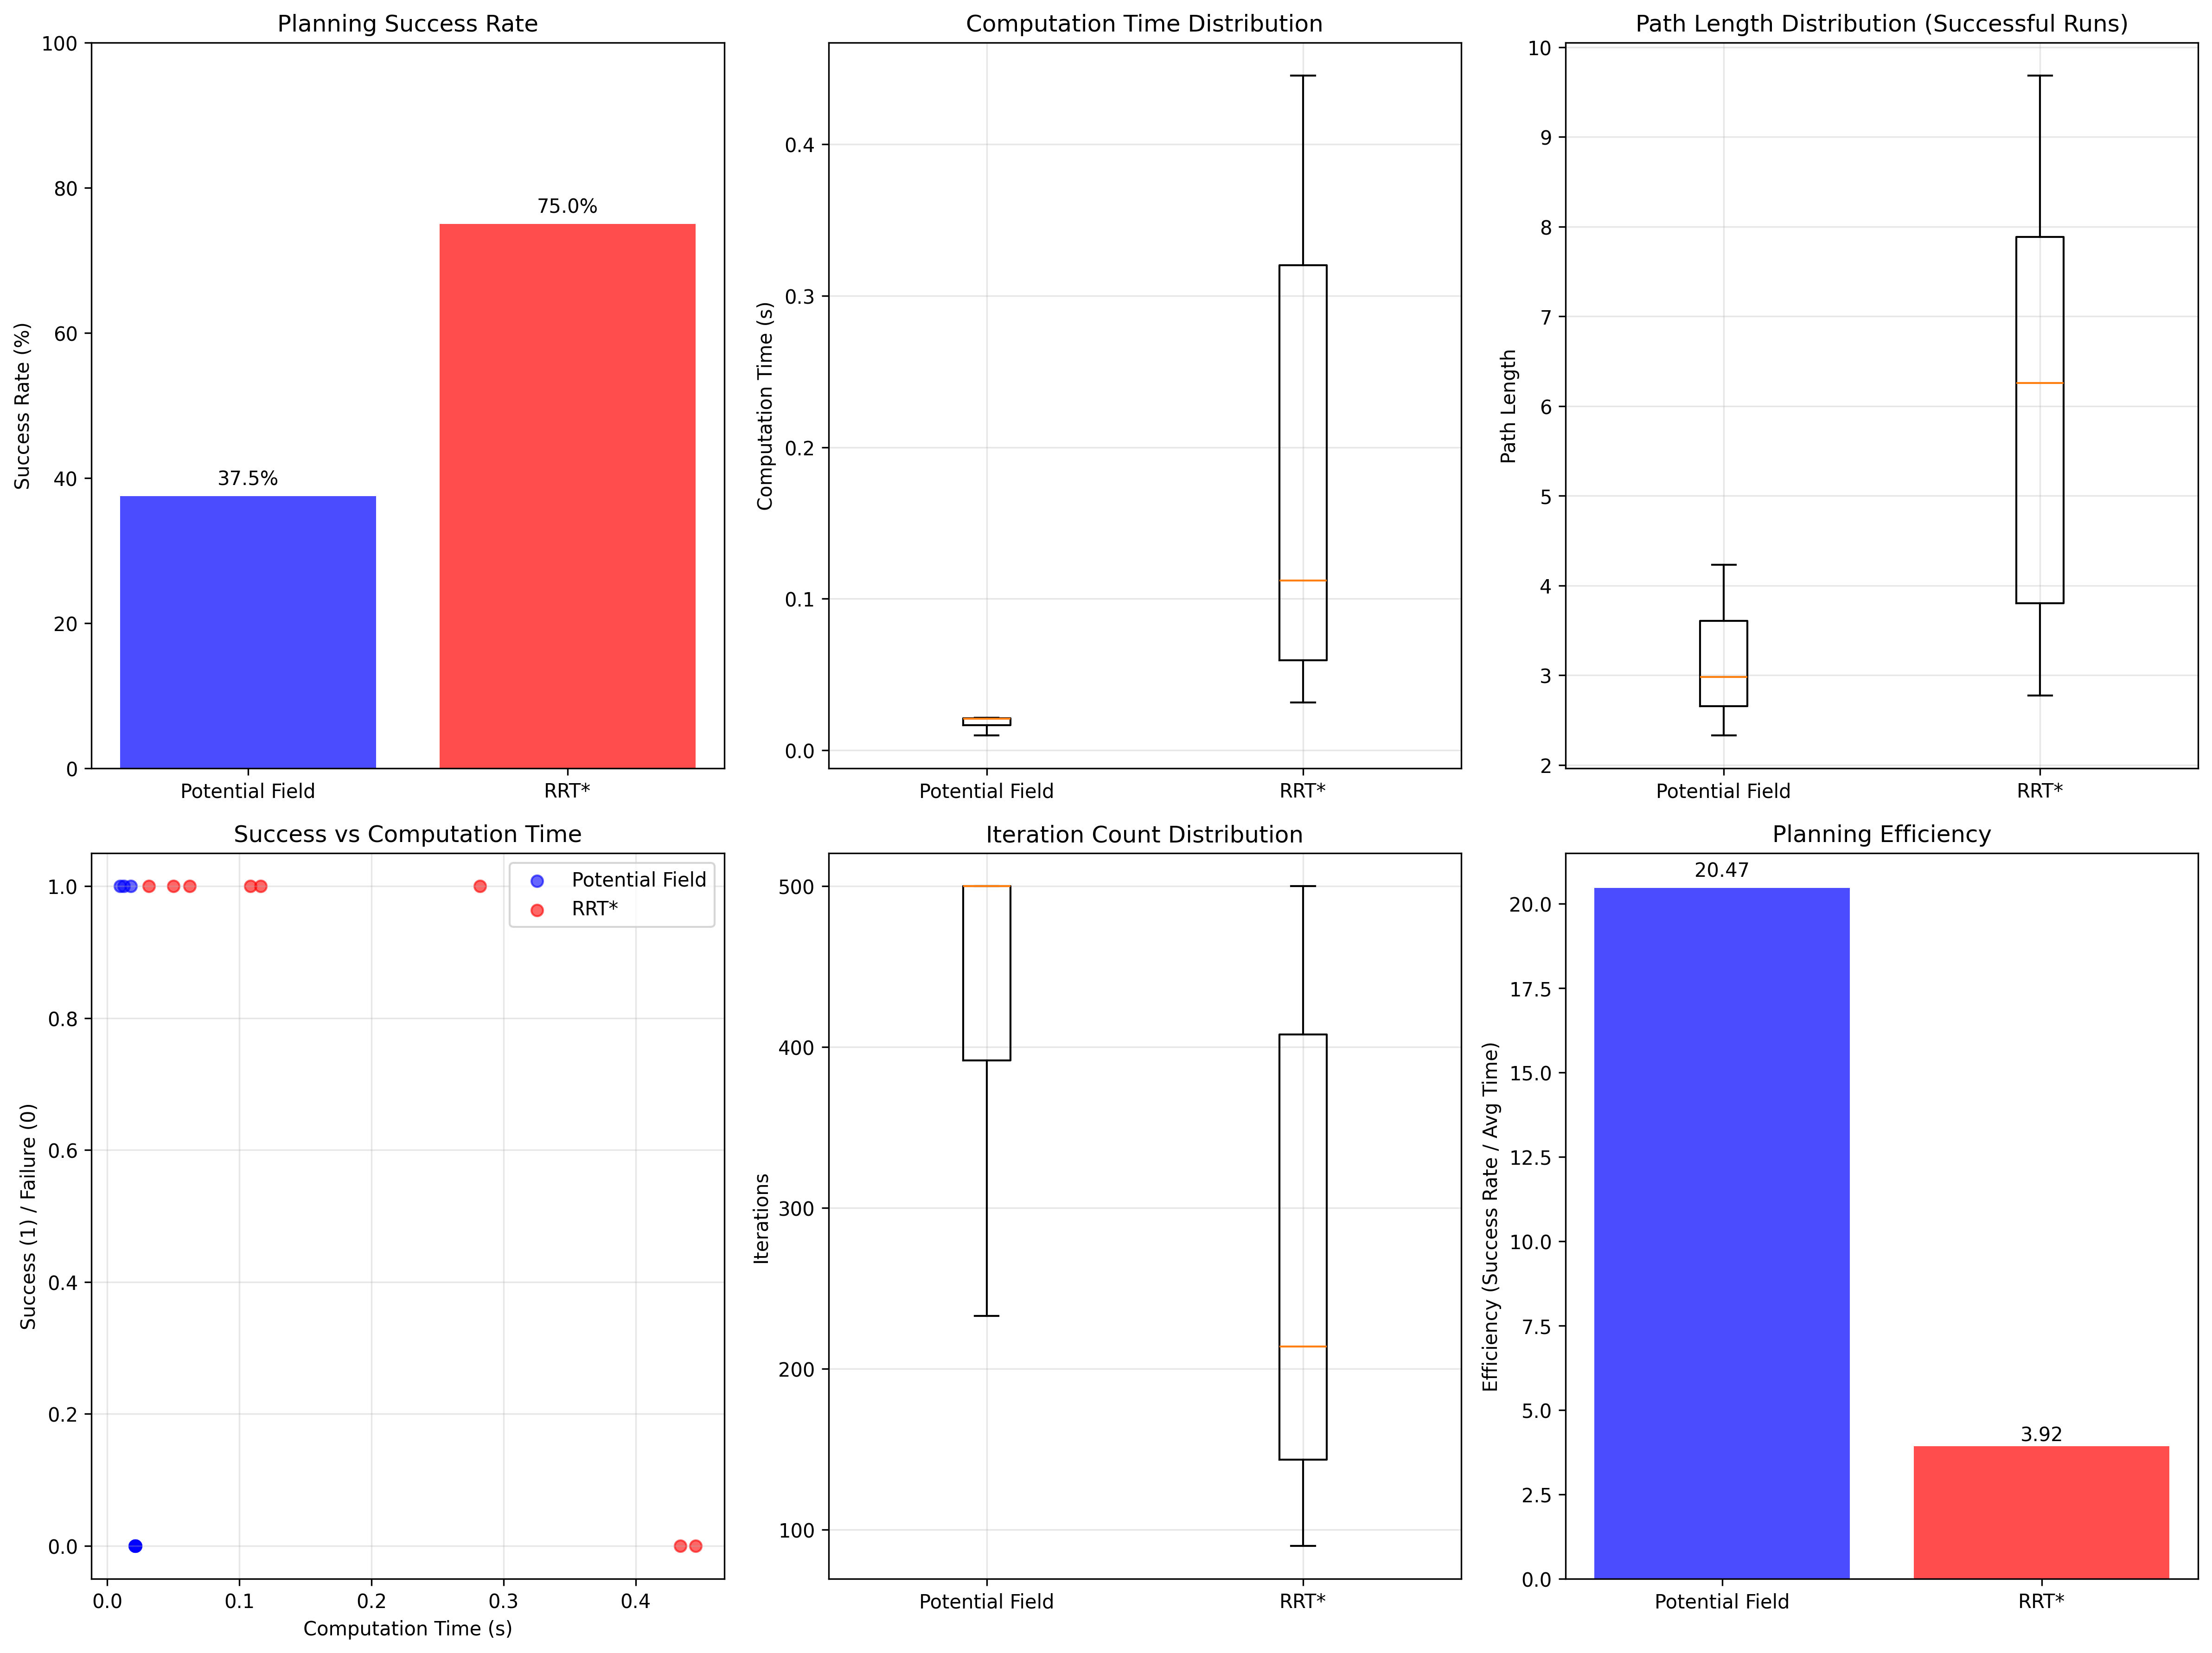 Planning Success Rate
Success Rate (%)
100
80
60
40
20
0
37.5%
75.0%
Potential Field
RRT*
Computation Time Distribution
Computation Time (s)
0.4
0.3
0.2
0.1
0.0
Potential Field
RRT*
Path Length Distribution (Successful Runs)
Path Length
10
9
8
7
6
5
4
3
2
Potential Field
RRT*
Success vs Computation Time
Success (1) / Failure (0)
1.0
0.8
0.6
0.4
0.2
0.0
Potential Field
RRT*
0.0
0.1
0.2
0.3
0.4
Computation Time (s)
Iteration Count Distribution
Iterations
500
400
300
200
100
Potential Field
RRT*
Planning Efficiency
Efficiency (Success Rate / Avg Time)
20.0
17.5
15.0
12.5
10.0
7.5
5.0
2.5
0.0
20.47
3.92
Potential Field
RRT*